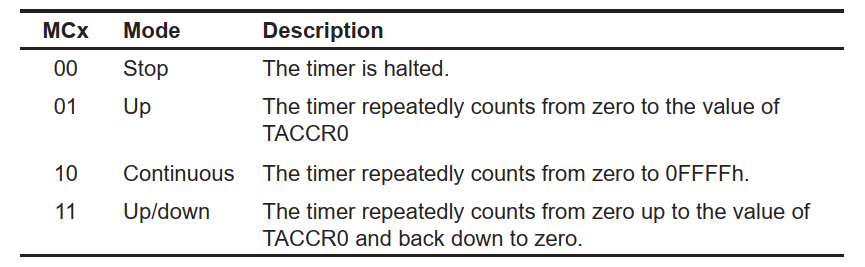 MCx Mode Description
00 Stop The timer is halted.
01 Up The timer repeatedly counts from zero to the value of
TACCR0
10 Continuous The timer repeatedly counts from zero to 0FFFFh.
11 Up/down The timer repeatedly counts from zero up to the value of
TACCR0 and back down to zero.